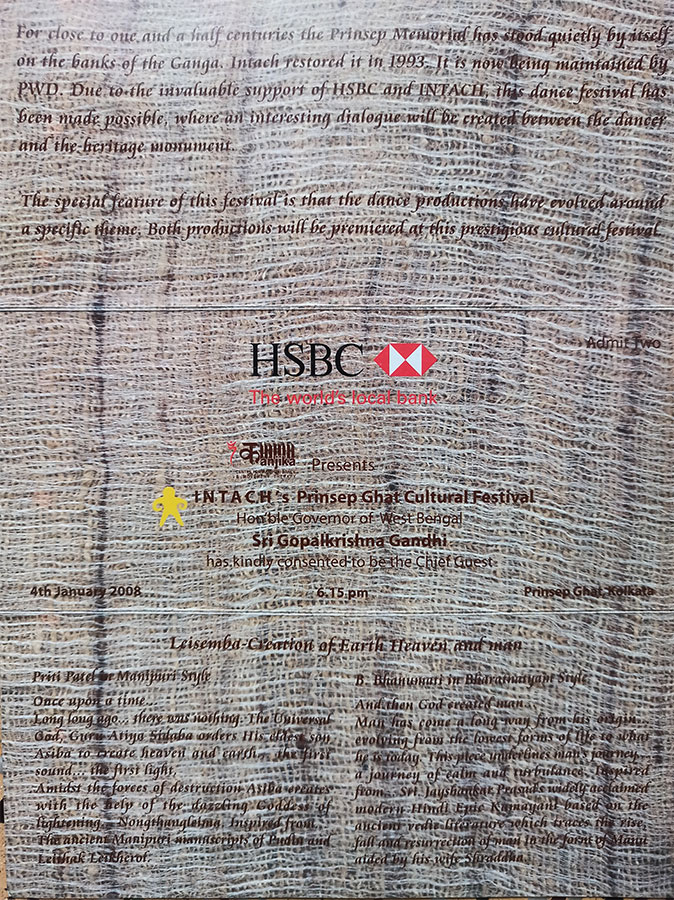 For close to one and a half centuries the Prinsep Memorial has stood quietly by itself
on the banks of the Ganga. Intach restored it in 1993. It is now being maintained by
PWD. Due to the invaluable support of HSBC and INTACH, this dance festival has
been made possible, where an interesting dialogue will be created between the dancer
and the heritage monument.
The special feature of this festival is that the dance productions have evolved around
a specific theme. Both productions will be premiered at this prestigious cultural festival
Admit Two
HSBC
The world's local bank
anjika Presents
INTACH's Prinsep Ghat Cultural Festival
Hon'ble Governor of West Bengal
Sri Gopalkrishna Gandhi
has kindly consented to be the Chief Guest
4th January 2008 6.15 pm Prinsep Ghat, Kolkata
Leisemba-Creation of Earth Heaven and man
Priti Patel in Manipuri Style
Once upon a time...
Long long ago... there was nothing. The Universal
God, Guru Atiya Sidaba orders His eldest son
Asiba to create heaven and earth... the first
sound... the first light.
Amidst the forces of destruction Asiba creates
with the help of the dazzling Goddess of
lightening... Nongthangleima. Inspired from...
The ancient Manipuri manuscripts of Pudin and
Leithak Leikherol.
B. Bhanumati in Bharatnatyam Style
And then God created man...
Man has come a long way from his origin...
evolving from the lowest forms of life to what
he is today. This piece underlines man's journey...
a journey of calm and turbulance. Inspired
from... Sri. Jayshankar Prasads widely acclaimed
modern Hindi Epic Kamayani based on the
ancient vedic literature which traces the rise,
fall and resurrection of man in the form of Manu
aided by his wife Shraddha.